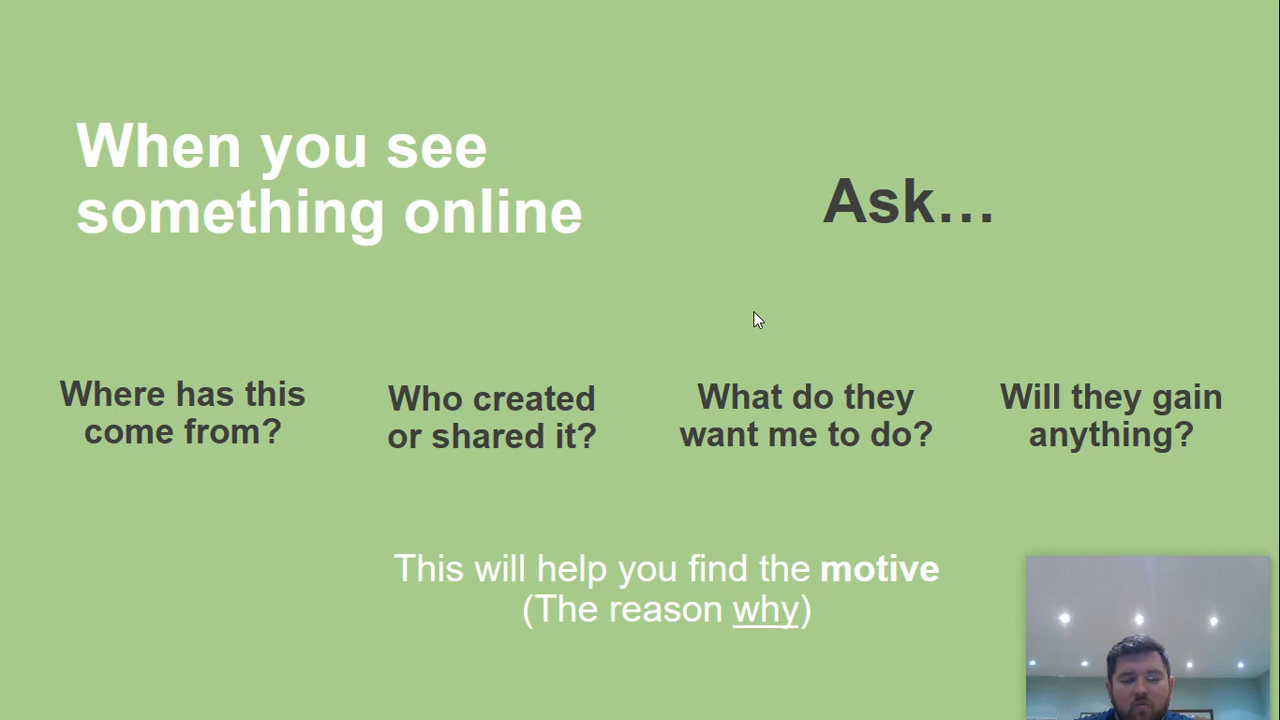 When you see
something online
Ask…
Where has this
come from?
Who created
or shared it?
What do they
want me to do?
Will they gain
anything?
This will help you find the motive
(The reason why)